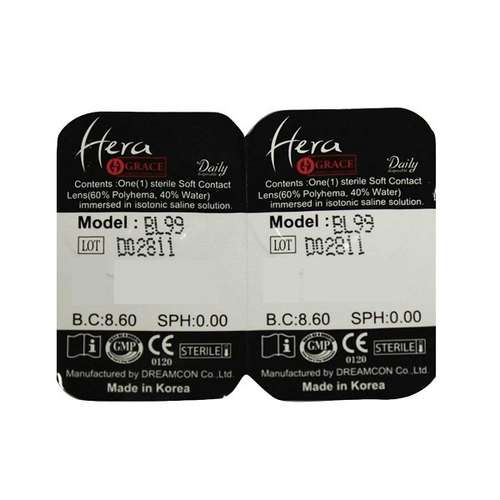 Hera
GRACE
Daily
Contents :One(1) sterile Soft Contact
Lens(60% Polyhema, 40% Water)
immersed in isotonic saline solution.
Model : BL99
LOT D02811
B.C:8.60 SPH:0.00
GMP 0120 STERILE
Manufactured by DREAMCON Co.,Ltd.
Made in Korea
Hera
GRACE
Daily
Contents :One(1) sterile Soft Contact
Lens(60% Polyhema, 40% Water)
immersed in isotonic saline solution.
Model : BL99
LOT D02811
B.C:8.60 SPH:0.00
GMP 0120 STERILE
Manufactured by DREAMCON Co.,Ltd.
Made in Korea